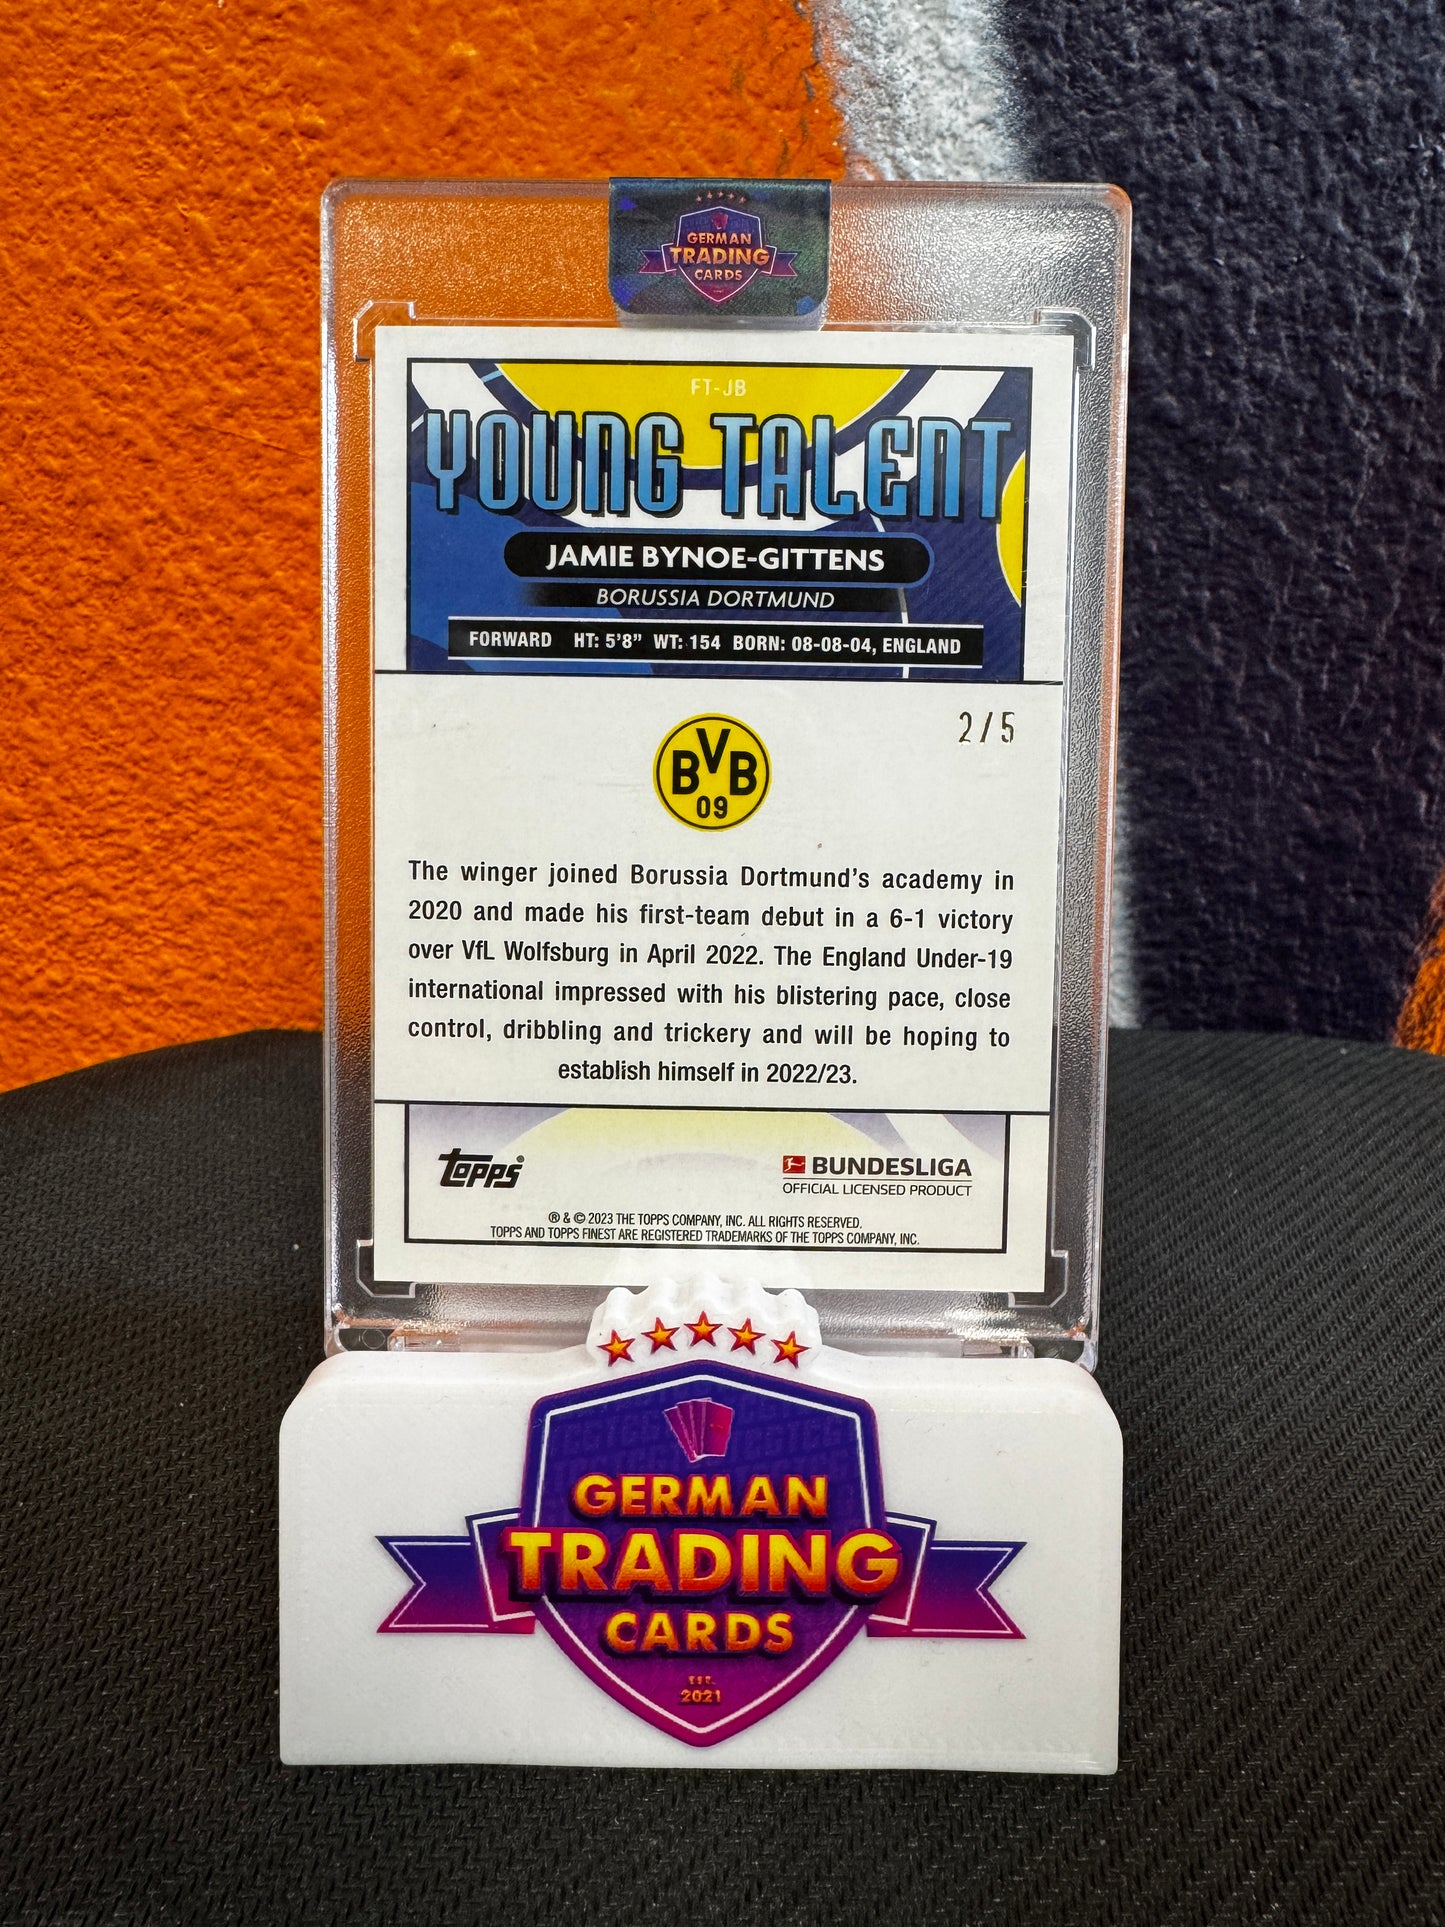 GERMAN
TRADING
CARDS
FT-JB
YOUNG TALENT
JAMIE BYNOE-GITTENS
BORUSSIA DORTMUND
FORWARD HT: 5'8" WT: 154 BORN: 08-08-04, ENGLAND
2/5
BVB
09
The winger joined Borussia Dortmund's academy in
2020 and made his first-team debut in a 6-1 victory
over VfL Wolfsburg in April 2022. The England Under-19
international impressed with his blistering pace, close
control, dribbling and trickery and will be hoping to
establish himself in 2022/23.
topps
BUNDESLIGA
OFFICIAL LICENSED PRODUCT
® & © 2023 THE TOPPS COMPANY, INC. ALL RIGHTS RESERVED.
TOPPS AND TOPPS FINEST ARE REGISTERED TRADEMARKS OF THE TOPPS COMPANY, INC.
GERMAN
TRADING
CARDS
EST.
2021